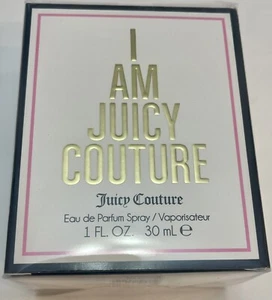 I
AM
JUICY
COUTURE
Juicy Couture
Eau de Parfum Spray / Vaporisateur
1 FL. OZ. 30 mL ℮